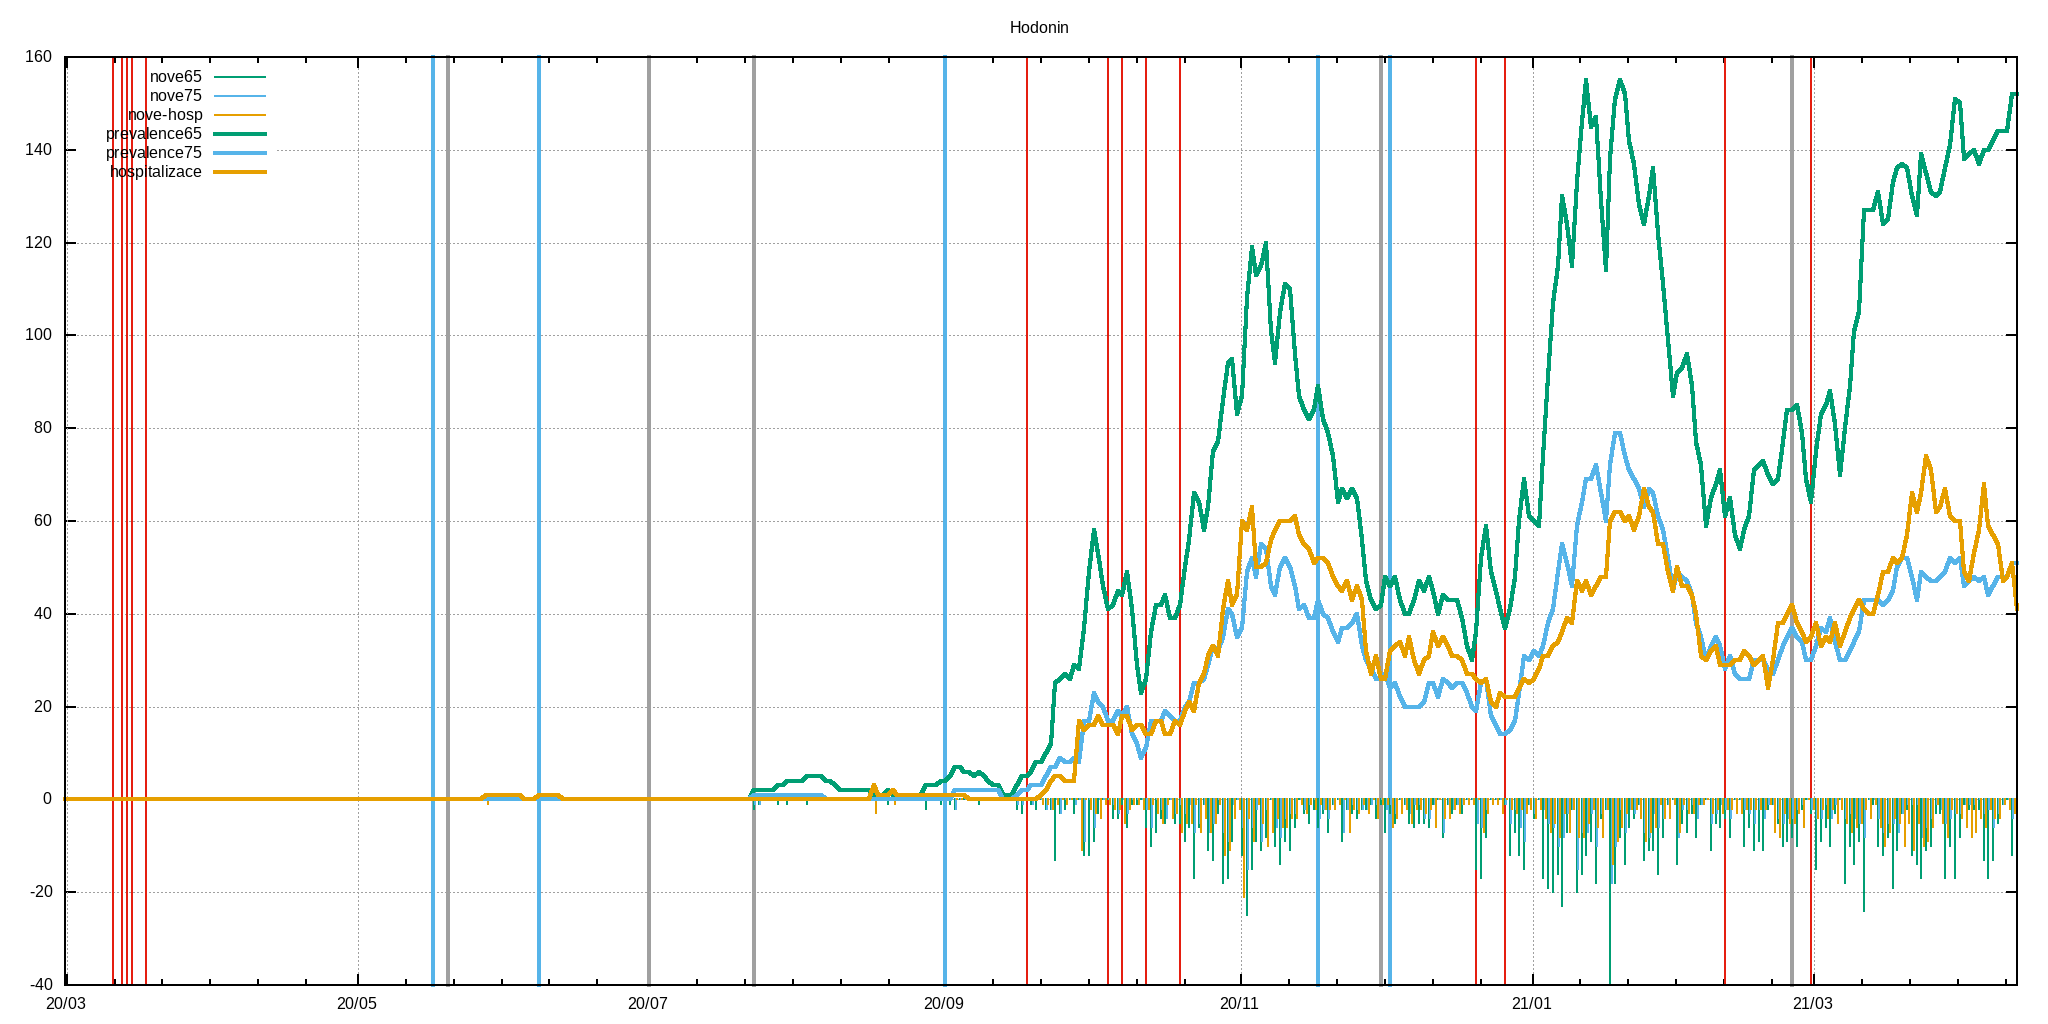 Hodonin
160
140
120
100
80
60
40
20
0
-20
-40
nove65
nove75
nove-hosp
prevalence65
prevalence75
hospitalizace
20/03 20/05 20/07 20/09 20/11 21/01 21/03